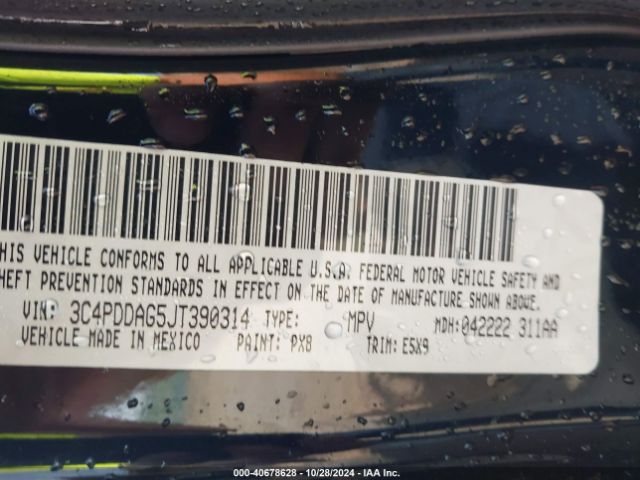 HIS VEHICLE CONFORMS TO ALL APPLICABLE U.S.A. FEDERAL MOTOR VEHICLE SAFETY AND
HEFT PREVENTION STANDARDS IN EFFECT ON THE DATE OF MANUFACTURE SHOWN ABOVE.
VIN: 3C4PDDAG5JT390314 TYPE: MPV MDH:042222 311AA
VEHICLE MADE IN MEXICO PAINT: PX8 TRIM: E5X9
000-40678628 - 10/28/2024 - IAA Inc.